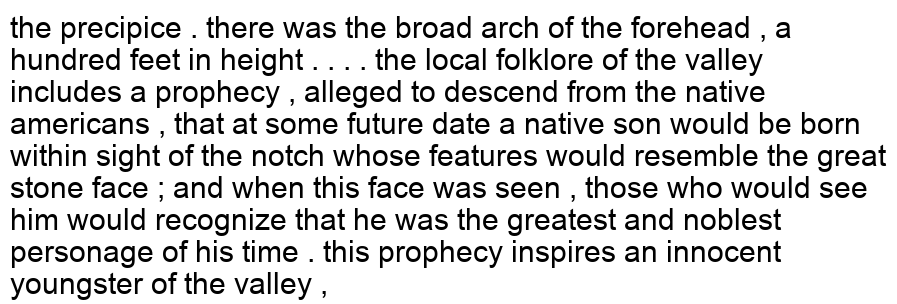 the precipice . there was the broad arch of the forehead , a
hundred feet in height . . . . the local folklore of the valley
includes a prophecy , alleged to descend from the native
americans , that at some future date a native son would be born
within sight of the notch whose features would resemble the great
stone face ; and when this face was seen , those who would see
him would recognize that he was the greatest and noblest
personage of his time . this prophecy inspires an innocent
youngster of the valley ,